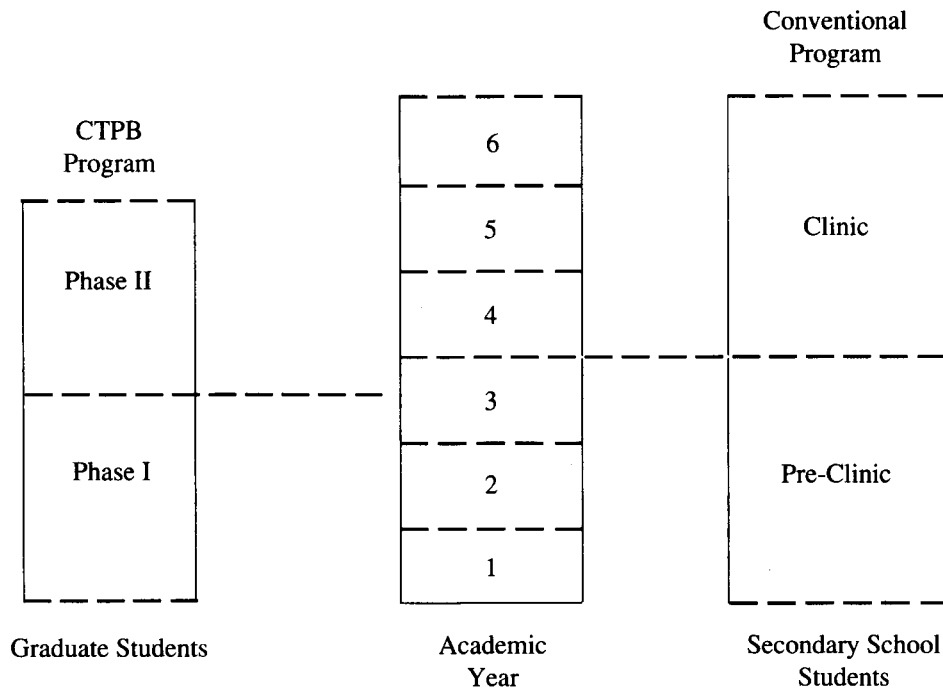 Conventional
Program
CTPB
Program
6
5
Clinic
Phase II
4
3
Phase I
2
Pre-Clinic
1
Graduate Students
Academic
Year
Secondary School
Students